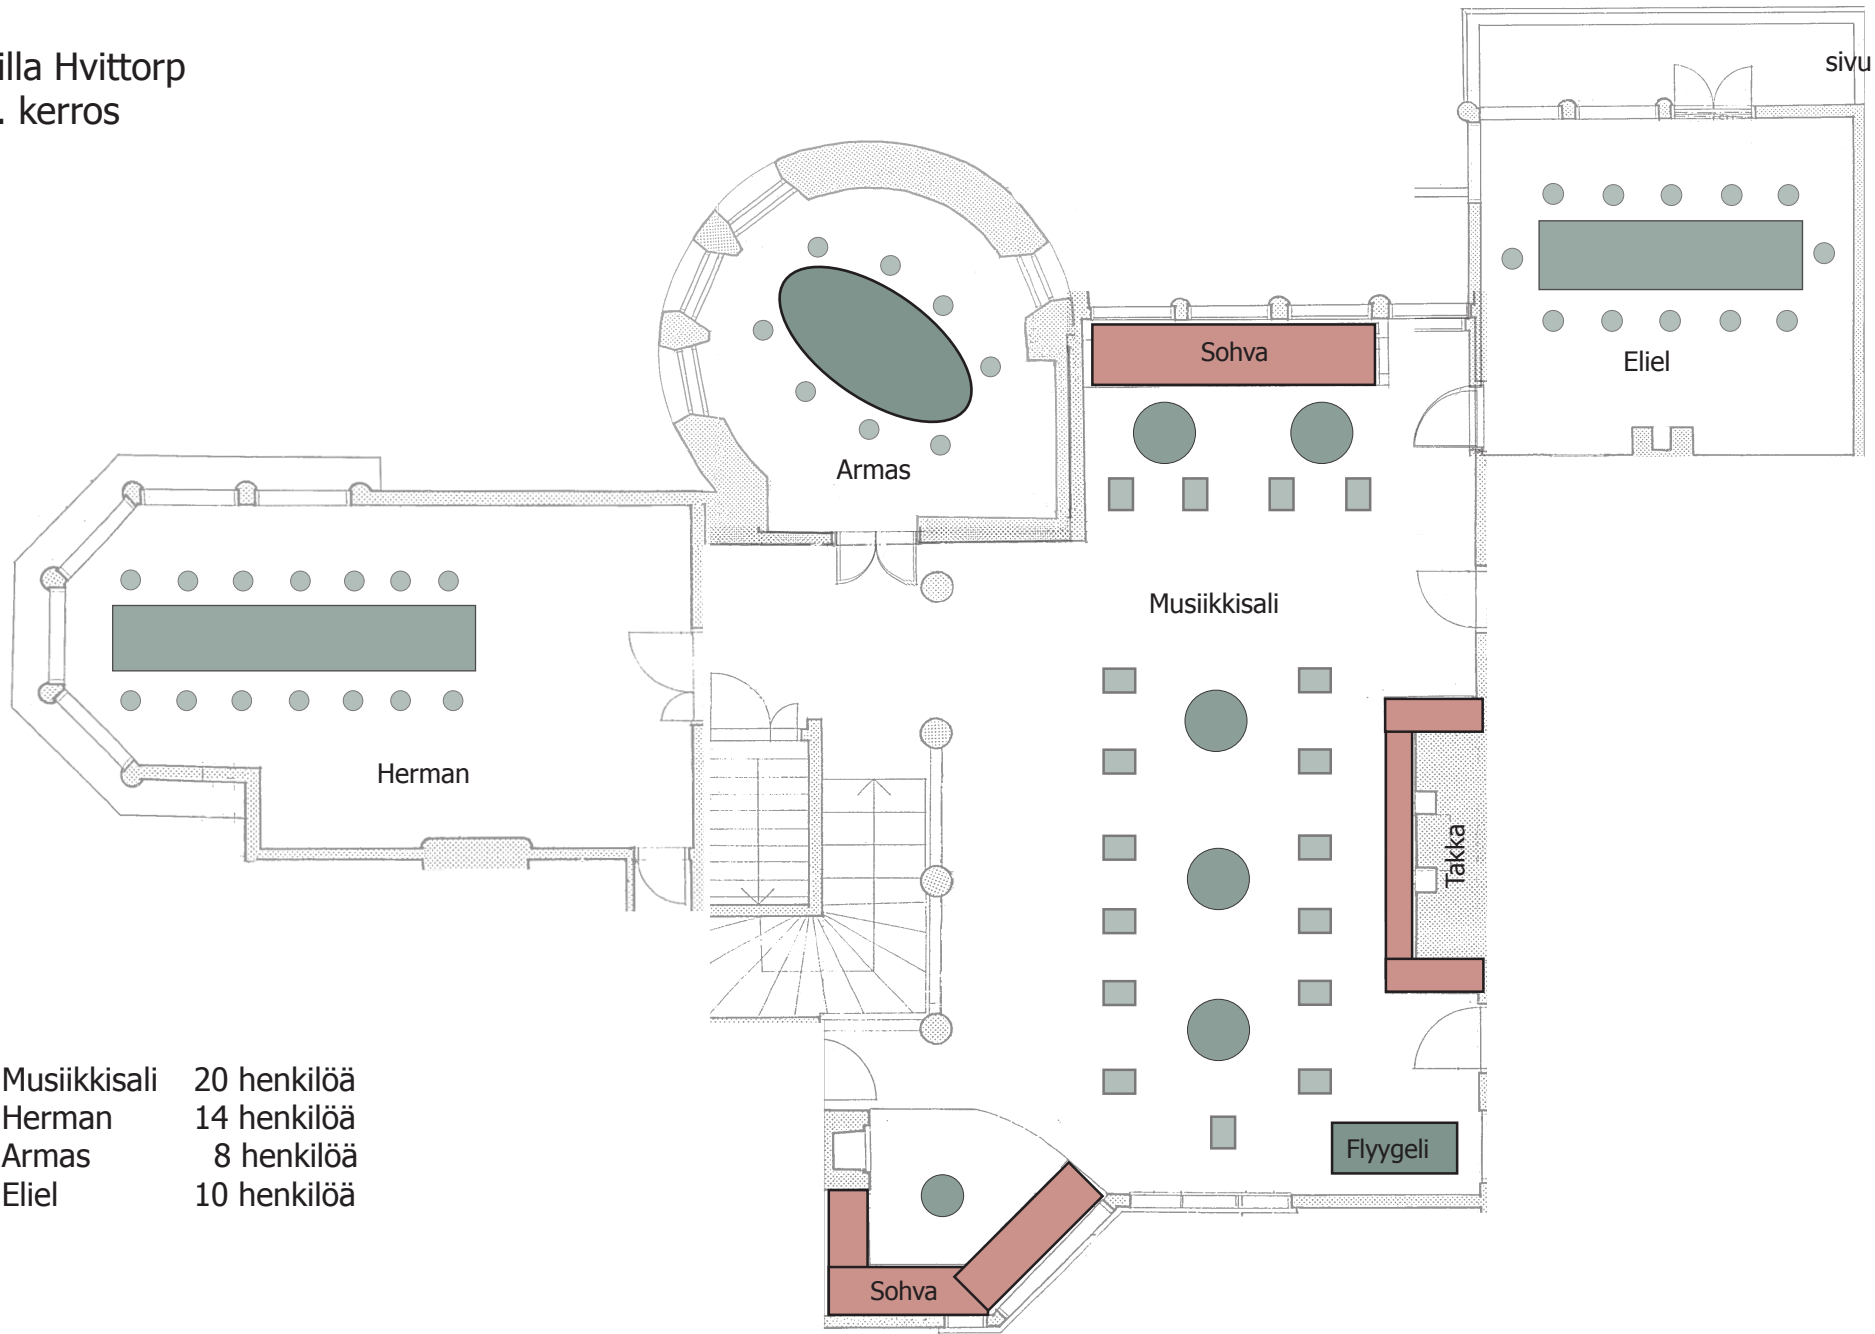 illa Hvittorp
. kerros
sivu
Sohva
Eliel
Armas
Musiikkisali
Herman
Takka
Flyygeli
Sohva
Musiikkisali 20 henkilöä
Herman 14 henkilöä
Armas 8 henkilöä
Eliel 10 henkilöä